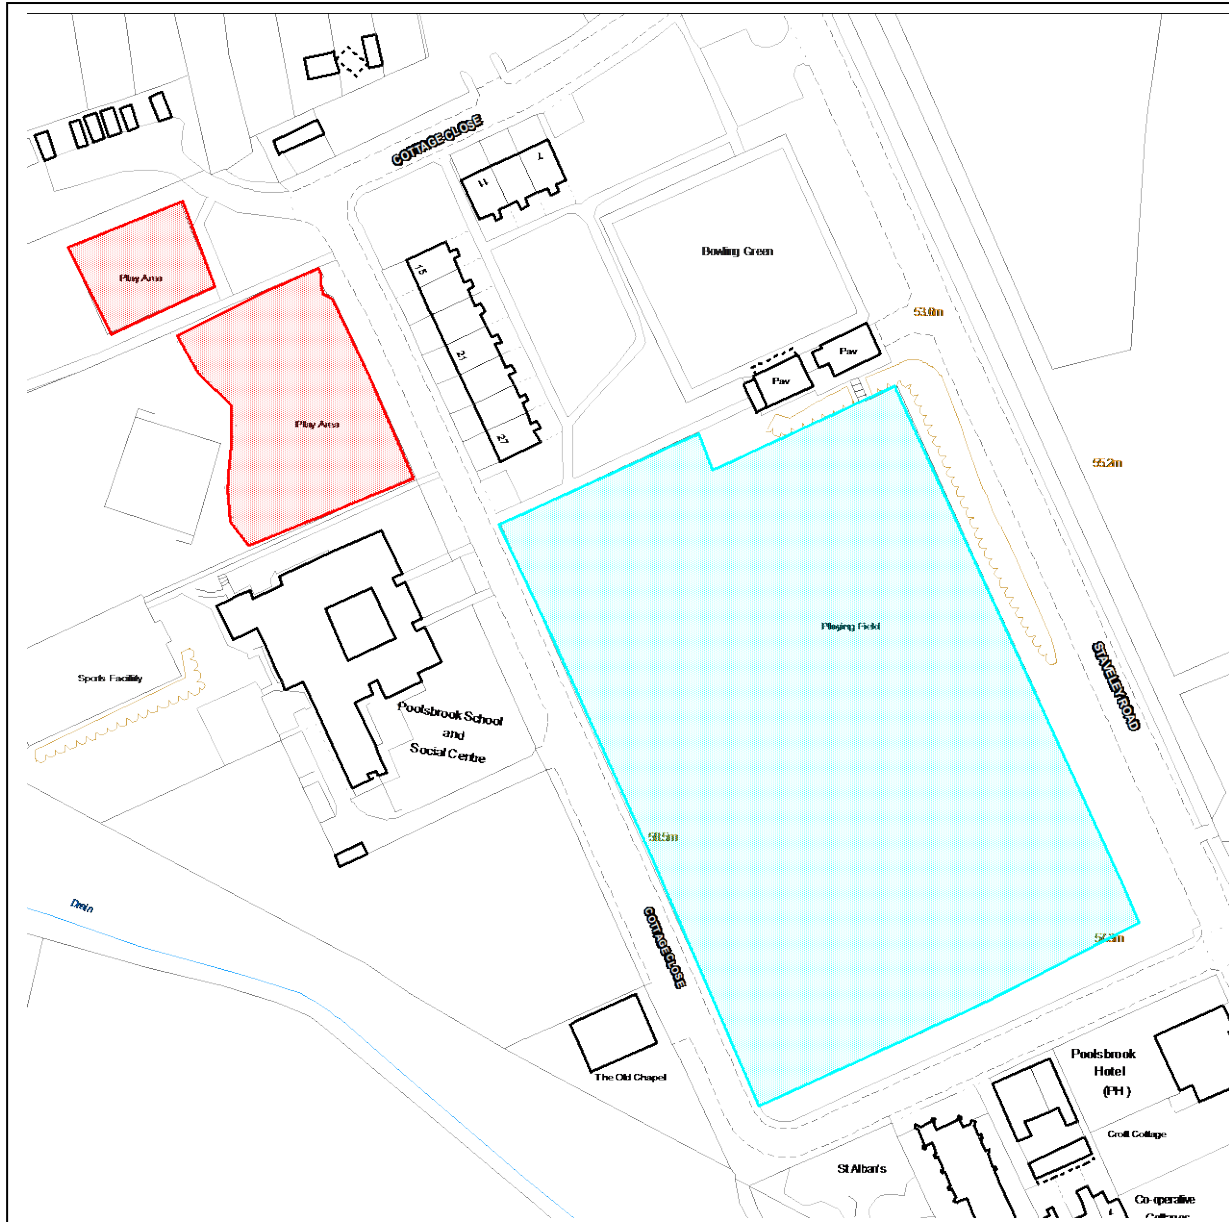 COTTAGE CLOSE
7
11
Bowling Green
Play Area
15
53.0m
Pav
Pav
21
Play Area
27
55.2m
Playing Field
Sports Facility
STAVELEY ROAD
Poolsbrook School
and
Social Centre
Drain
COTTAGE CLOSE
The Old Chapel
Poolsbrook
Hotel
(PH)
Croft Cottage
St Alban's
Co-operative
Cottages